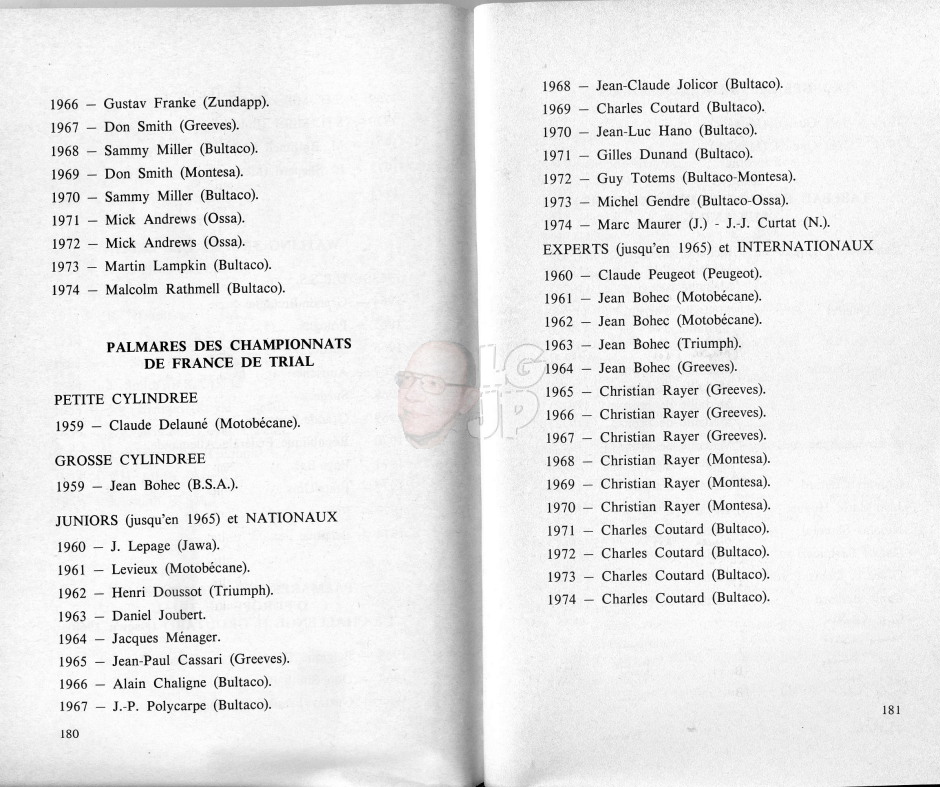 1966 — Gustav Franke (Zundapp).
1967 — Don Smith (Greeves).
1968 — Sammy Miller (Bultaco).
1969 — Don Smith (Montesa).
1970 — Sammy Miller (Bultaco).
1971 — Mick Andrews (Ossa).
1972 — Mick Andrews (Ossa).
1973 — Martin Lampkin (Bultaco).
1974 — Malcolm Rathmell (Bultaco).
PALMARES DES CHAMPIONNATS
DE FRANCE DE TRIAL
PETITE CYLINDREE
1959 — Claude Delauné (Motobécane).
GROSSE CYLINDREE
1959 — Jean Bohec (B.S.A.).
JUNIORS (jusqu'en 1965) et NATIONAUX
1960 — J. Lepage (Jawa).
1961 — Levieux (Motobécane).
1962 — Henri Doussot (Triumph).
1963 — Daniel Joubert.
1964 — Jacques Ménager.
1965 — Jean-Paul Cassari (Greeves).
1966 — Alain Chaligne (Bultaco).
1967 — J.-P. Polycarpe (Bultaco).
180
1968 — Jean-Claude Jolicor (Bultaco).
1969 — Charles Coutard (Bultaco).
1970 — Jean-Luc Hano (Bultaco).
1971 — Gilles Dunand (Bultaco).
1972 — Guy Totems (Bultaco-Montesa).
1973 — Michel Gendre (Bultaco-Ossa).
1974 — Marc Maurer (J.) - J.-J. Curtat (N.).
EXPERTS (jusqu'en 1965) et INTERNATIONAUX
1960 — Claude Peugeot (Peugeot).
1961 — Jean Bohec (Motobécane).
1962 — Jean Bohec (Motobécane).
1963 — Jean Bohec (Triumph).
1964 — Jean Bohec (Greeves).
1965 — Christian Rayer (Greeves).
1966 — Christian Rayer (Greeves).
1967 — Christian Rayer (Greeves).
1968 — Christian Rayer (Montesa).
1969 — Christian Rayer (Montesa).
1970 — Christian Rayer (Montesa).
1971 — Charles Coutard (Bultaco).
1972 — Charles Coutard (Bultaco).
1973 — Charles Coutard (Bultaco).
1974 — Charles Coutard (Bultaco).
181